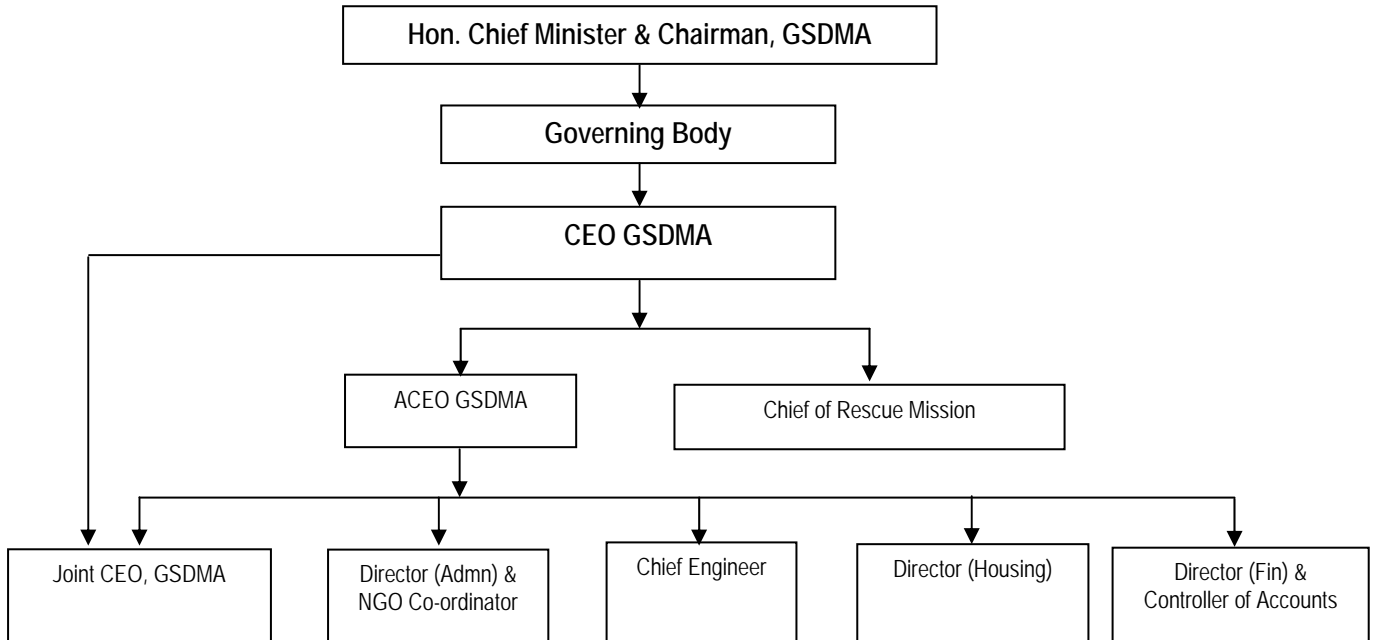 Hon. Chief Minister & Chairman, GSDMA
Governing Body
CEO GSDMA
ACEO GSDMA
Chief of Rescue Mission
Joint CEO, GSDMA
Director (Admn) &
NGO Co-ordinator
Chief Engineer
Director (Housing)
Director (Fin) &
Controller of Accounts